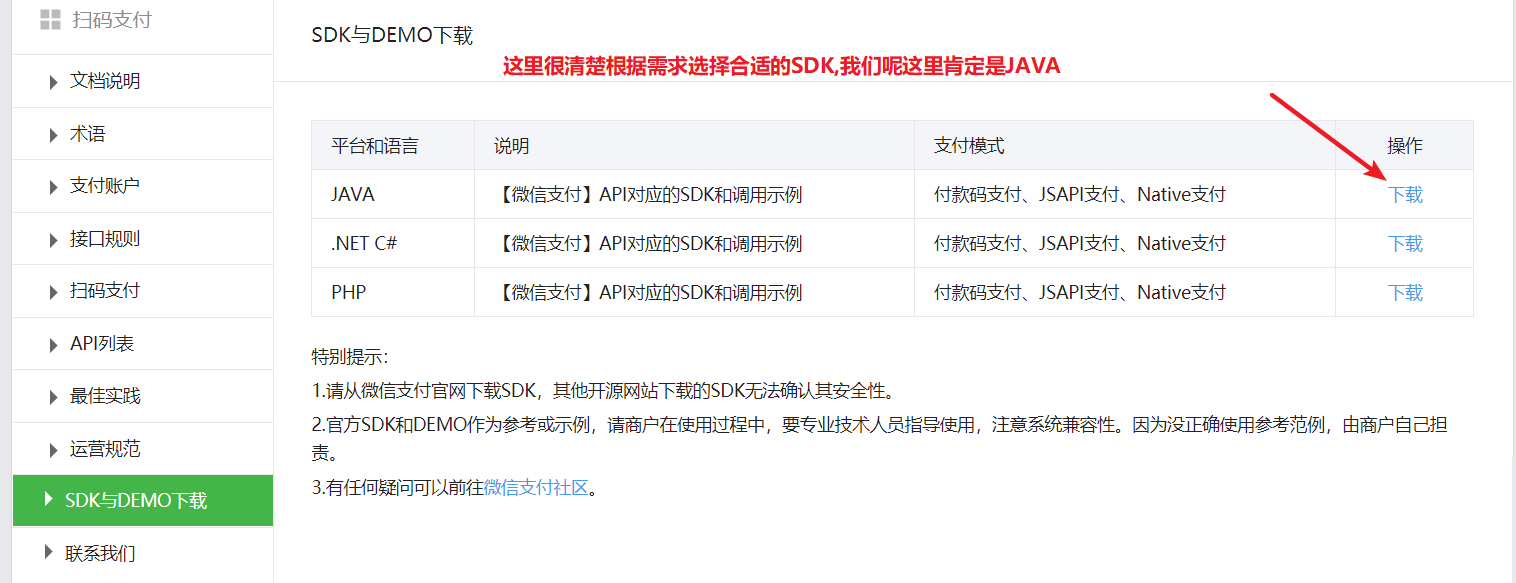 扫码支付
文档说明
术语
支付账户
接口规则
扫码支付
API列表
最佳实践
运营规范
SDK与DEMO下载
联系我们
SDK与DEMO下载
这里很清楚根据需求选择合适的SDK,我们呢这里肯定是JAVA
平台和语言 说明 支付模式 操作
JAVA 【微信支付】API对应的SDK和调用示例 付款码支付、JSAPI支付、Native支付 下载
.NET C# 【微信支付】API对应的SDK和调用示例 付款码支付、JSAPI支付、Native支付 下载
PHP 【微信支付】API对应的SDK和调用示例 付款码支付、JSAPI支付、Native支付 下载
特别提示：
1.请从微信支付官网下载SDK，其他开源网站下载的SDK无法确认其安全性。
2.官方SDK和DEMO作为参考或示例，请商户在使用过程中，要专业技术人员指导使用，注意系统兼容性。因为没正确使用参考范例，由商户自己担
责。
3.有任何疑问可以前往微信支付社区。